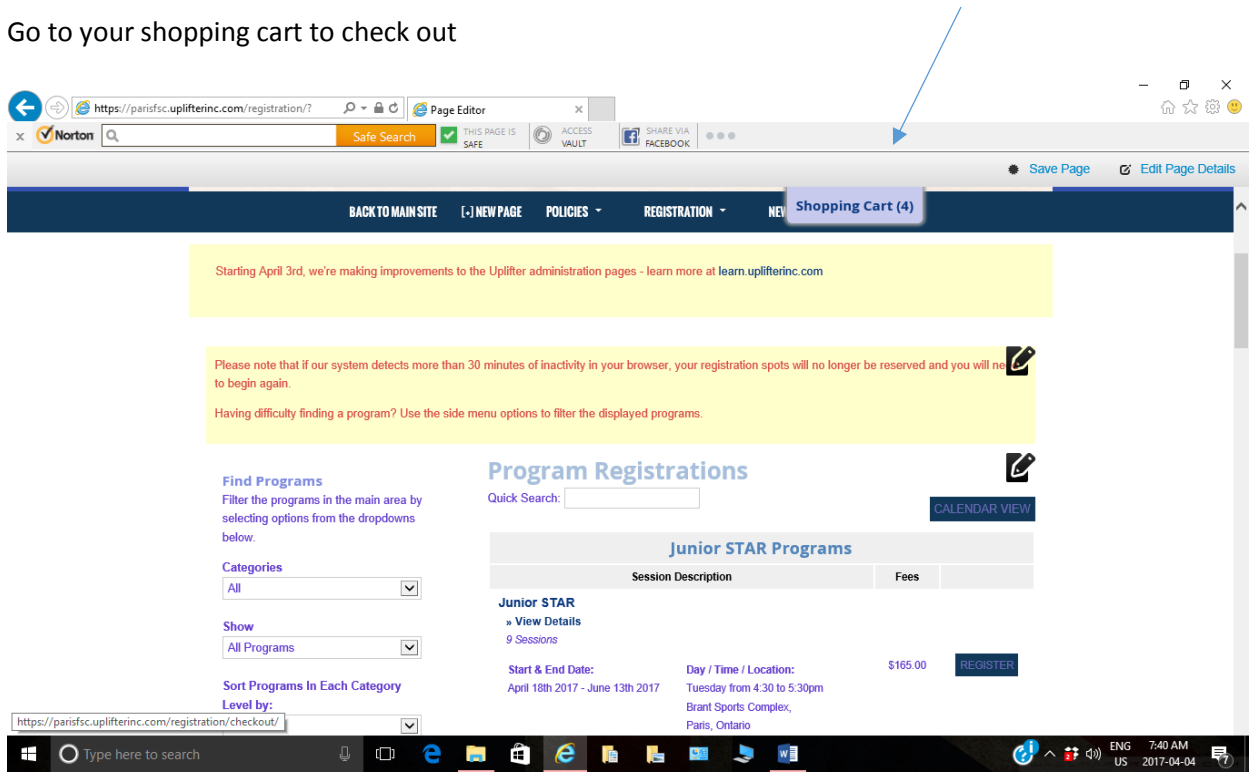 Go to your shopping cart to check out
https://parisfsc.uplifterinc.com/registration/?
Page Editor
x Norton
Safe Search
THIS PAGE IS SAFE
ACCESS VAULT
SHARE VIA FACEBOOK
Save Page Edit Page Details
BACK TO MAIN SITE [+] NEW PAGE POLICIES REGISTRATION
Shopping Cart (4)
Starting April 3rd, we're making improvements to the Uplifter administration pages - learn more at learn.uplifterinc.com
Please note that if our system detects more than 30 minutes of inactivity in your browser, your registration spots will no longer be reserved and you will ne
to begin again.
Having difficulty finding a program? Use the side menu options to filter the displayed programs.
Find Programs
Filter the programs in the main area by
selecting options from the dropdowns
below.
Categories
All
Show
All Programs
Sort Programs In Each Category
Level by:
https://parisfsc.uplifterinc.com/registration/checkout/
Program Registrations
Quick Search:
CALENDAR VIEW
Junior STAR Programs
Session Description Fees
Junior STAR
» View Details
9 Sessions
Start & End Date:
April 18th 2017 - June 13th 2017
Day / Time / Location:
Tuesday from 4:30 to 5:30pm
Brant Sports Complex,
Paris, Ontario
$165.00
REGISTER
Type here to search
ENG
US
7:40 AM
2017-04-04